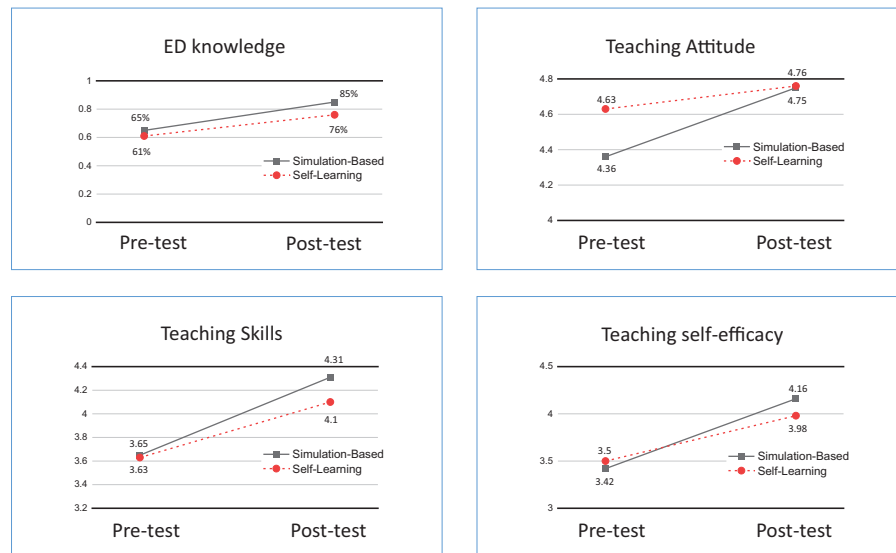 ED knowledge
1
85%
0.8
65%
0.6
76%
61%
0.4
Simulation-Based
Self-Learning
0.2
0
Pre-test Post-test
Teaching Attitude
4.8
4.76
4.63
4.75
4.6
4.4
4.36
Simulation-Based
Self-Learning
4.2
4
Pre-test Post-test
Teaching Skills
4.4
4.31
4.2
4
4.1
3.8
3.65
3.6
3.63
Simulation-Based
Self-Learning
3.4
3.2
Pre-test Post-test
Teaching self-efficacy
4.5
4.16
4
3.98
3.5
3.5
3.42
Simulation-Based
Self-Learning
3
Pre-test Post-test